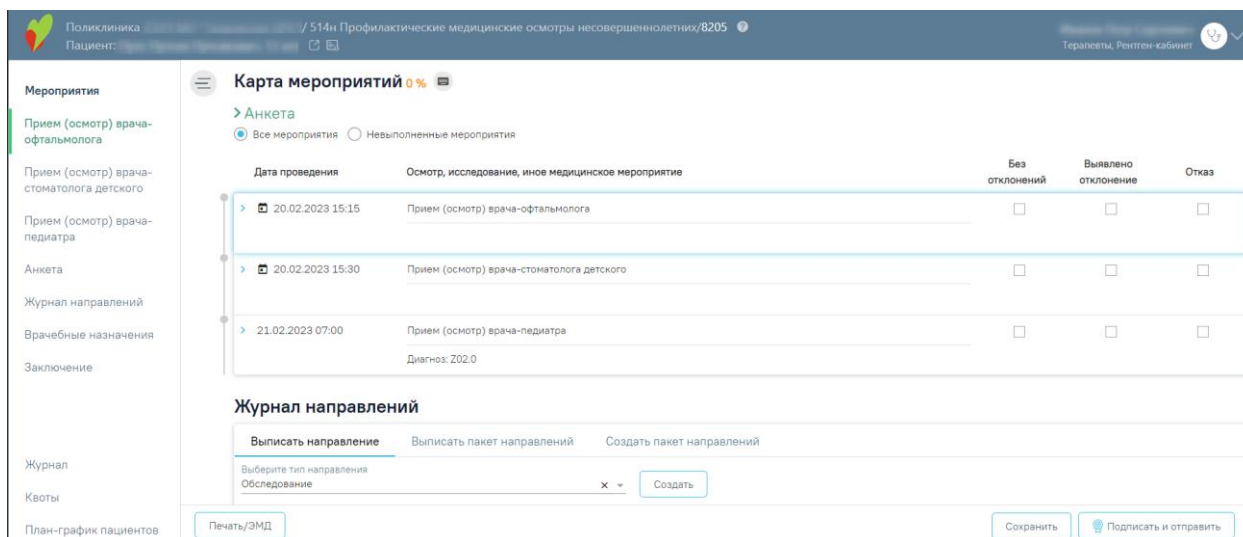 Поликлиника / 514н Профилактические медицинские осмотры несовершеннолетних/8205
Пациент:
Терапевты, Рентген-кабинет
Мероприятия
Прием (осмотр) врача-
офтальмолога
Прием (осмотр) врача-
стоматолога детского
Прием (осмотр) врача-
педиатра
Анкета
Журнал направлений
Врачебные назначения
Заключение
Журнал
Квоты
План-график пациентов
Карта мероприятий 0 %
Анкета
Все мероприятия Невыполненные мероприятия
Дата проведения Осмотр, исследование, иное медицинское мероприятие Без отклонений Выявлено отклонение Отказ
20.02.2023 15:15 Прием (осмотр) врача-офтальмолога
20.02.2023 15:30 Прием (осмотр) врача-стоматолога детского
21.02.2023 07:00 Прием (осмотр) врача-педиатра
Диагноз: Z02.0
Журнал направлений
Выписать направление Выписать пакет направлений Создать пакет направлений
Выберите тип направления
Обследование Создать
Печать/ЭМД Сохранить Подписать и отправить